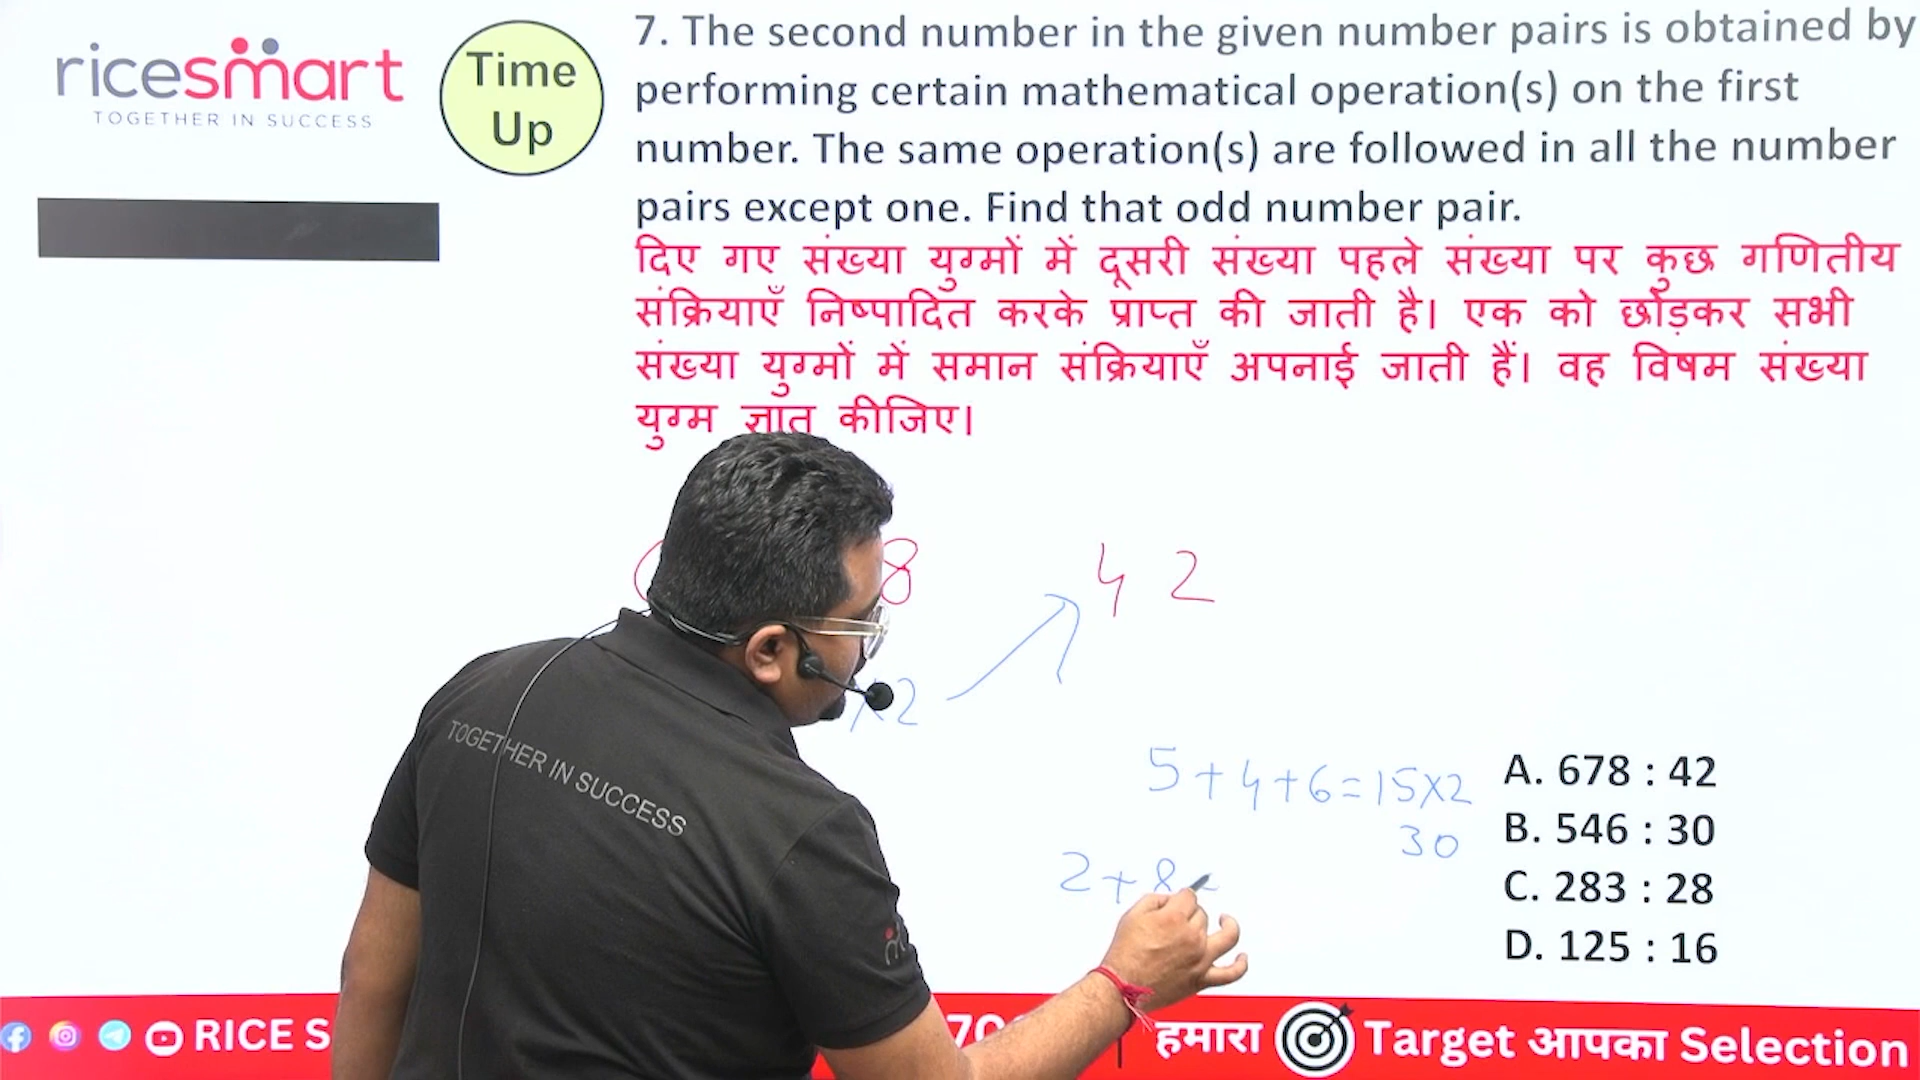 ricesmart
TOGETHER IN SUCCESS
Time
Up
7. The second number in the given number pairs is obtained by
performing certain mathematical operation(s) on the first
number. The same operation(s) are followed in all the number
pairs except one. Find that odd number pair.
दिए गए संख्या युग्मों में दूसरी संख्या पहले संख्या पर कुछ गणितीय
संक्रियाएँ निष्पादित करके प्राप्त की जाती है। एक को छोड़कर सभी
संख्या युग्मों में समान संक्रियाएँ अपनाई जाती हैं। वह विषम संख्या
युग्म ज्ञात कीजिए।
8 42
×2
5+4+6=15×2
30
2+8
A. 678 : 42
B. 546 : 30
C. 283 : 28
D. 125 : 16
TOGETHER IN SUCCESS
RICE S
हमारा Target आपका Selection